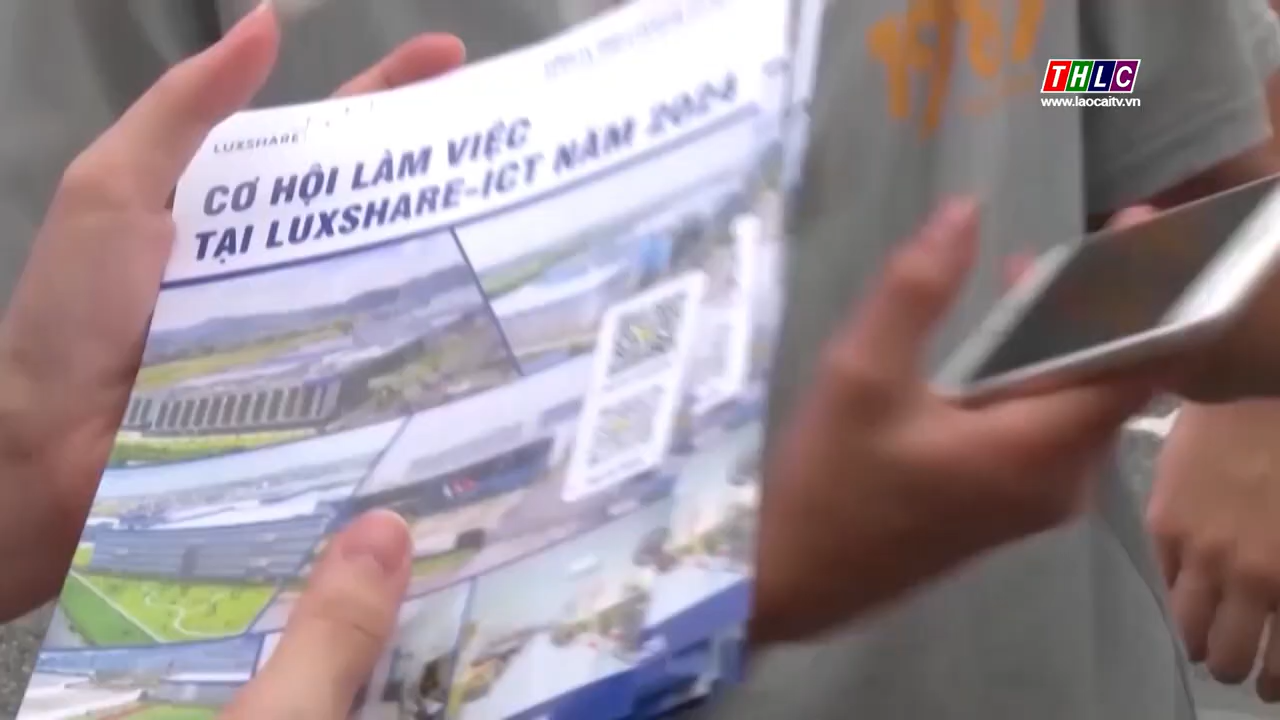 THLC
www.laocaitv.vn
LUXSHARE
CƠ HỘI LÀM VIỆC
TẠI LUXSHARE-ICT NĂM 2024